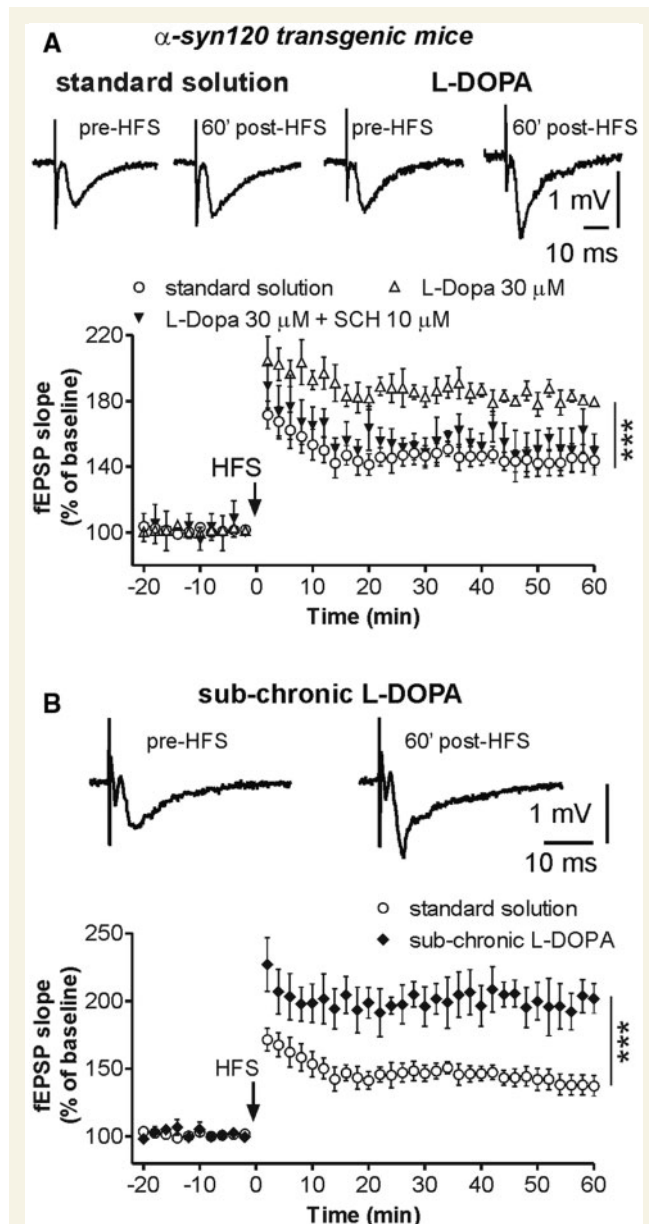 A
α-syn120 transgenic mice
standard solution L-DOPA
pre-HFS 60' post-HFS pre-HFS 60' post-HFS
1 mV
10 ms
standard solution L-Dopa 30 µM
L-Dopa 30 µM + SCH 10 µM
220
180
140
100
fEPSP slope
(% of baseline)
HFS
***
-20 -10 0 10 20 30 40 50 60
Time (min)
B
sub-chronic L-DOPA
pre-HFS 60' post-HFS
1 mV
10 ms
standard solution
sub-chronic L-DOPA
250
200
150
100
fEPSP slope
(% of baseline)
HFS
***
-20 -10 0 10 20 30 40 50 60
Time (min)